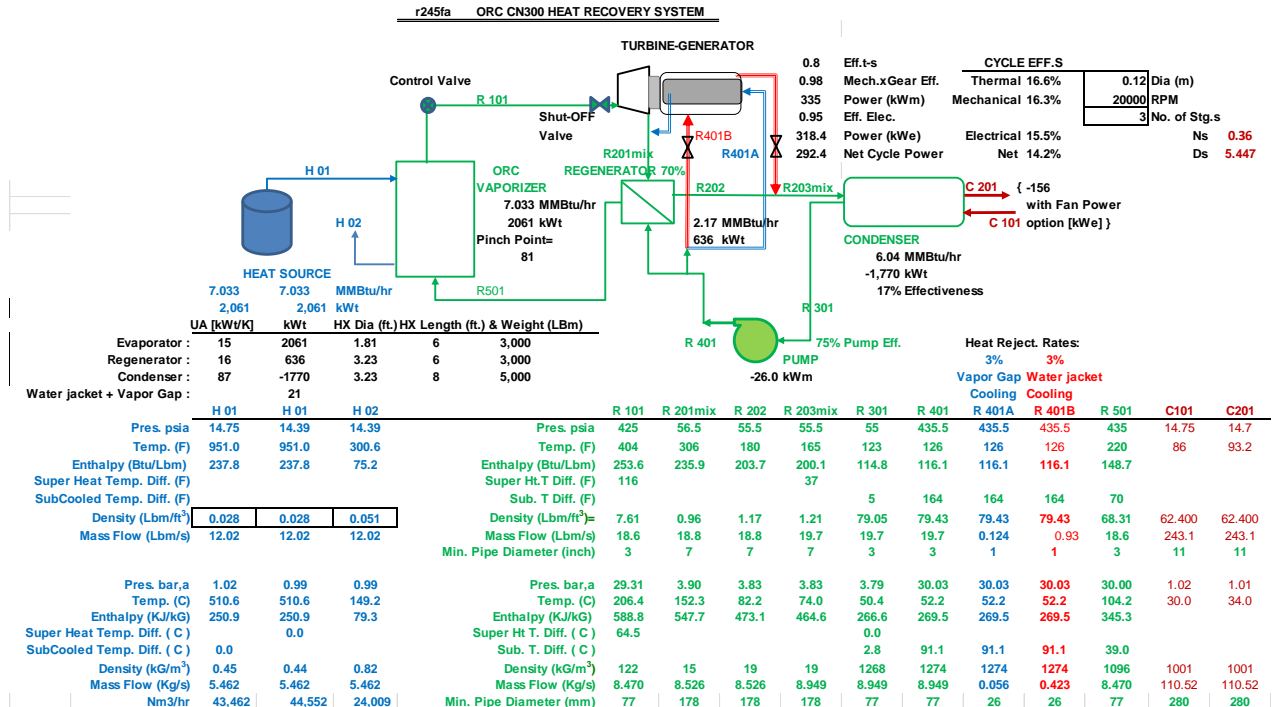 r245fa ORC CN300 HEAT RECOVERY SYSTEM
TURBINE-GENERATOR
0.8 Eff.t-s CYCLE EFF.S
Control Valve 0.98 Mech.xGear Eff. Thermal 16.6% 0.12 Dia (m)
R 101 335 Power (kWm) Mechanical 16.3% 20000 RPM
Shut-OFF 0.95 Eff. Elec. 3 No. of Stg.s
Valve R401B 318.4 Power (kWe) Electrical 15.5% Ns 0.36
R201mix R401A 292.4 Net Cycle Power Net 14.2% Ds 5.447
H 01 ORC REGENERATOR 70%
VAPORIZER R202 R203mix C 201 { -156
7.033 MMBtu/hr with Fan Power
H 02 2061 kWt 2.17 MMBtu/hr C 101 option [kWe] }
Pinch Point= 636 kWt CONDENSER
81 6.04 MMBtu/hr
HEAT SOURCE -1,770 kWt
7.033 7.033 MMBtu/hr R501 17% Effectiveness
2,061 2,061 kWt R 301
UA [kWt/K] kWt HX Dia (ft.) HX Length (ft.) & Weight (LBm)
Evaporator : 15 2061 1.81 6 3,000 R 401 75% Pump Eff. Heat Reject. Rates:
Regenerator : 16 636 3.23 6 3,000 PUMP 3% 3%
Condenser : 87 -1770 3.23 8 5,000 -26.0 kWm Vapor Gap Water jacket
Water jacket + Vapor Gap : 21 Cooling Cooling
H 01 H 01 H 02 R 101 R 201mix R 202 R 203mix R 301 R 401 R 401A R 401B R 501 C101 C201
Pres. psia 14.75 14.39 14.39 Pres. psia 425 56.5 55.5 55.5 55 435.5 435.5 435.5 435 14.75 14.7
Temp. (F) 951.0 951.0 300.6 Temp. (F) 404 306 180 165 123 126 126 126 220 86 93.2
Enthalpy (Btu/Lbm) 237.8 237.8 75.2 Enthalpy (Btu/Lbm) 253.6 235.9 203.7 200.1 114.8 116.1 116.1 116.1 148.7
Super Heat Temp. Diff. (F) Super Ht.T Diff. (F) 116 37
SubCooled Temp. Diff. (F) Sub. T Diff. (F) 5 164 164 164 70
Density (Lbm/ft³) 0.028 0.028 0.051 Density (Lbm/ft³)= 7.61 0.96 1.17 1.21 79.05 79.43 79.43 79.43 68.31 62.400 62.400
Mass Flow (Lbm/s) 12.02 12.02 12.02 Mass Flow (Lbm/s) 18.6 18.8 18.8 19.7 19.7 19.7 0.124 0.93 18.6 243.1 243.1
Min. Pipe Diameter (inch) 3 7 7 7 3 3 1 1 3 11 11
Pres. bar,a 1.02 0.99 0.99 Pres. bar,a 29.31 3.90 3.83 3.83 3.79 30.03 30.03 30.03 30.00 1.02 1.01
Temp. (C) 510.6 510.6 149.2 Temp. (C) 206.4 152.3 82.2 74.0 50.4 52.2 52.2 52.2 104.2 30.0 34.0
Enthalpy (KJ/kG) 250.9 250.9 79.3 Enthalpy (KJ/kG) 588.8 547.7 473.1 464.6 266.6 269.5 269.5 269.5 345.3
Super Heat Temp. Diff. ( C ) 0.0 Super Ht T. Diff. ( C ) 64.5 0.0
SubCooled Temp. Diff. ( C ) 0.0 Sub. T. Diff. ( C ) 2.8 91.1 91.1 91.1 39.0
Density (kG/m³) 0.45 0.44 0.82 Density (kG/m³) 122 15 19 19 1268 1274 1274 1274 1096 1001 1001
Mass Flow (Kg/s) 5.462 5.462 5.462 Mass Flow (Kg/s) 8.470 8.526 8.526 8.949 8.949 8.949 0.056 0.423 8.470 110.52 110.52
Nm3/hr 43,462 44,552 24,009 Min. Pipe Diameter (mm) 77 178 178 178 77 77 26 26 77 280 280